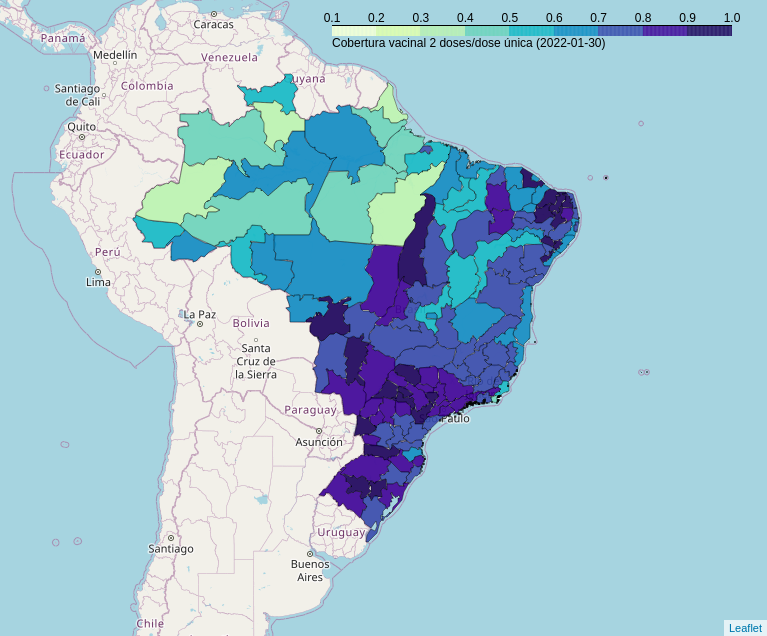 0.1 0.2 0.3 0.4 0.5 0.6 0.7 0.8 0.9 1.0
Cobertura vacinal 2 doses/dose única (2022-01-30)
Caracas
Panamá
Medellín
Venezuela
uyana
Santiago
de Cali
Colombia
Quito
Ecuador
Perú
Lima
La Paz
Bolivia
Santa
Cruz de
la Sierra
Paraguay
Paulo
Asunción
Uruguay
Santiago
Buenos
Aires
Chile
Leaflet